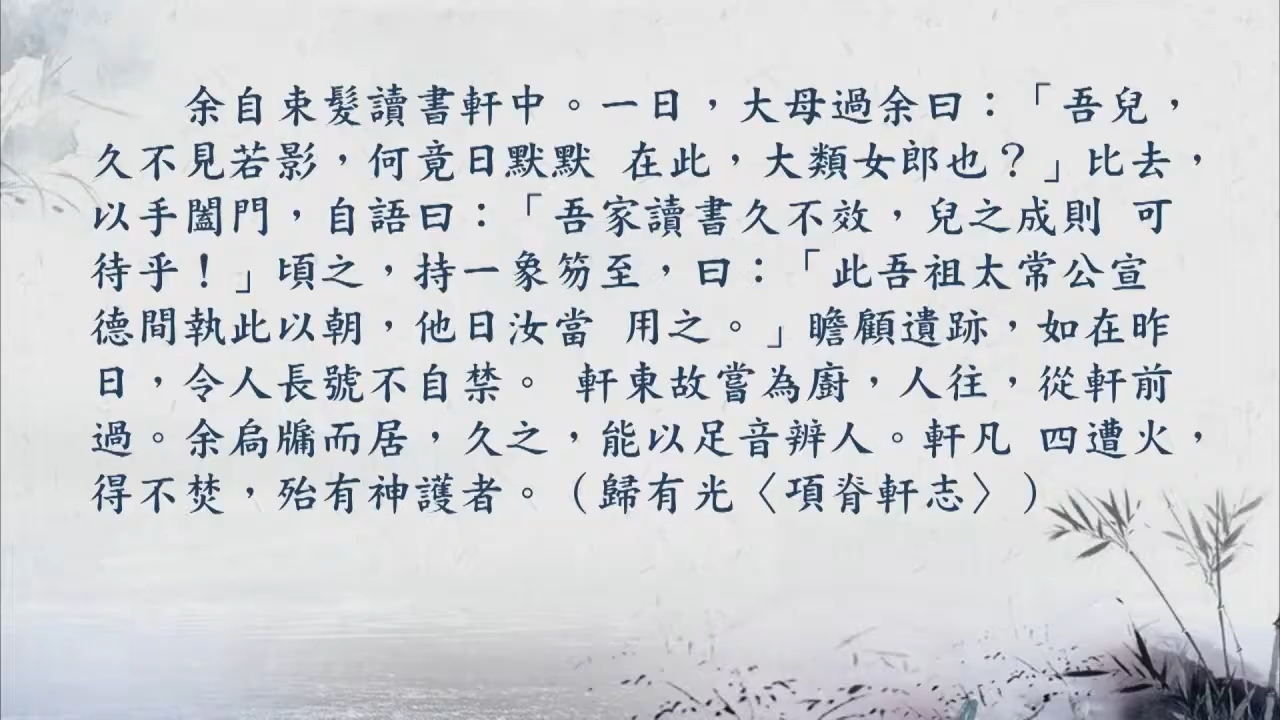 余自束髮讀書軒中。一日，大母過余曰：「吾兒，
久不見若影，何竟日默默 在此，大類女郎也？」比去，
以手闔門，自語曰：「吾家讀書久不效，兒之成則 可
待乎！」頃之，持一象笏至，曰：「此吾祖太常公宣
德間執此以朝，他日汝當 用之。」瞻顧遺跡，如在昨
日，令人長號不自禁。 軒東故嘗為廚，人往，從軒前
過。余扃牖而居，久之，能以足音辨人。軒凡 四遭火，
得不焚，殆有神護者。（歸有光〈項脊軒志〉）